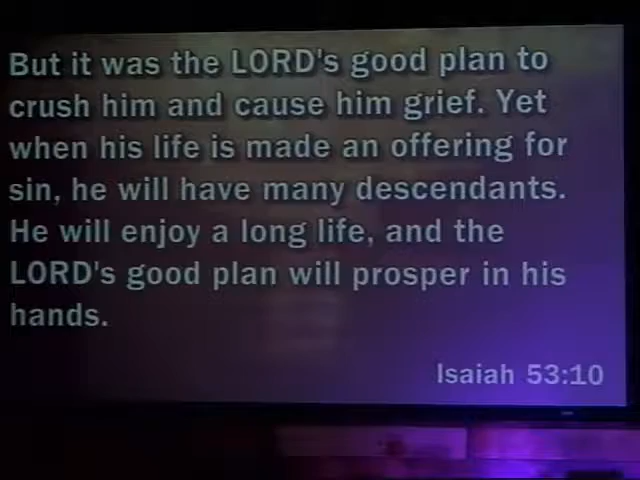 But it was the LORD's good plan to
crush him and cause him grief. Yet
when his life is made an offering for
sin, he will have many descendants.
He will enjoy a long life, and the
LORD's good plan will prosper in his
hands.
Isaiah 53:10